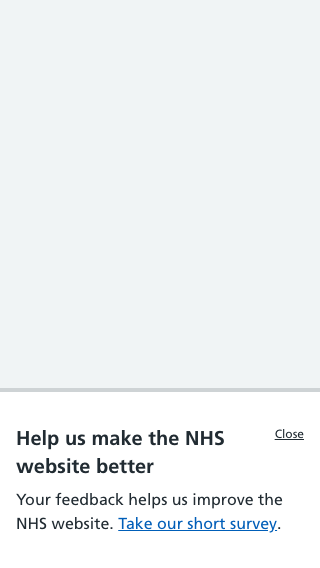 Help us make the NHS
website better
Close
Your feedback helps us improve the
NHS website. Take our short survey.